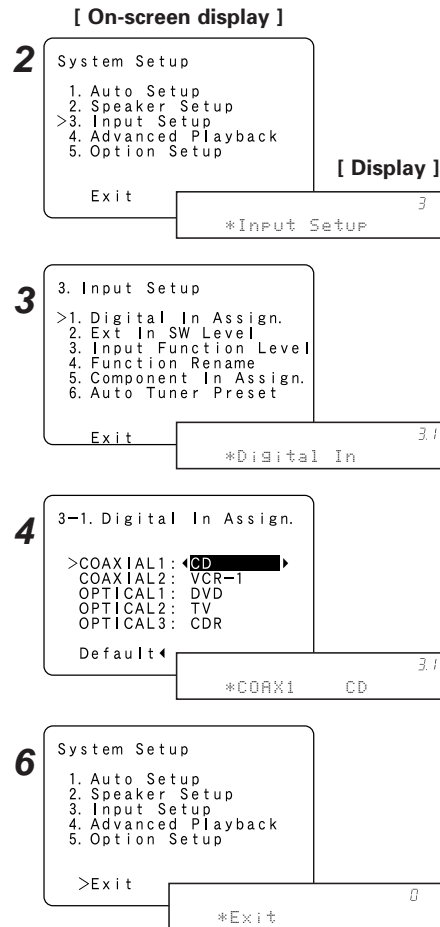 [ On-screen display ]
2
System Setup
1. Auto Setup
2. Speaker Setup
>3. Input Setup
4. Advanced Playback
5. Option Setup
Exit
[ Display ]
3
*Input Setup
3
3. Input Setup
>1. Digital In Assign.
2. Ext In SW Level
3. Input Function Level
4. Function Rename
5. Component In Assign.
6. Auto Tuner Preset
Exit
3.1
*Digital In
4
3-1. Digital In Assign.
>COAXIAL1: ◀CD▶
COAXIAL2: VCR-1
OPTICAL1: DVD
OPTICAL2: TV
OPTICAL3: CDR
Default◀
3.1
*COAX1 CD
6
System Setup
1. Auto Setup
2. Speaker Setup
3. Input Setup
4. Advanced Playback
5. Option Setup
>Exit
0
*Exit